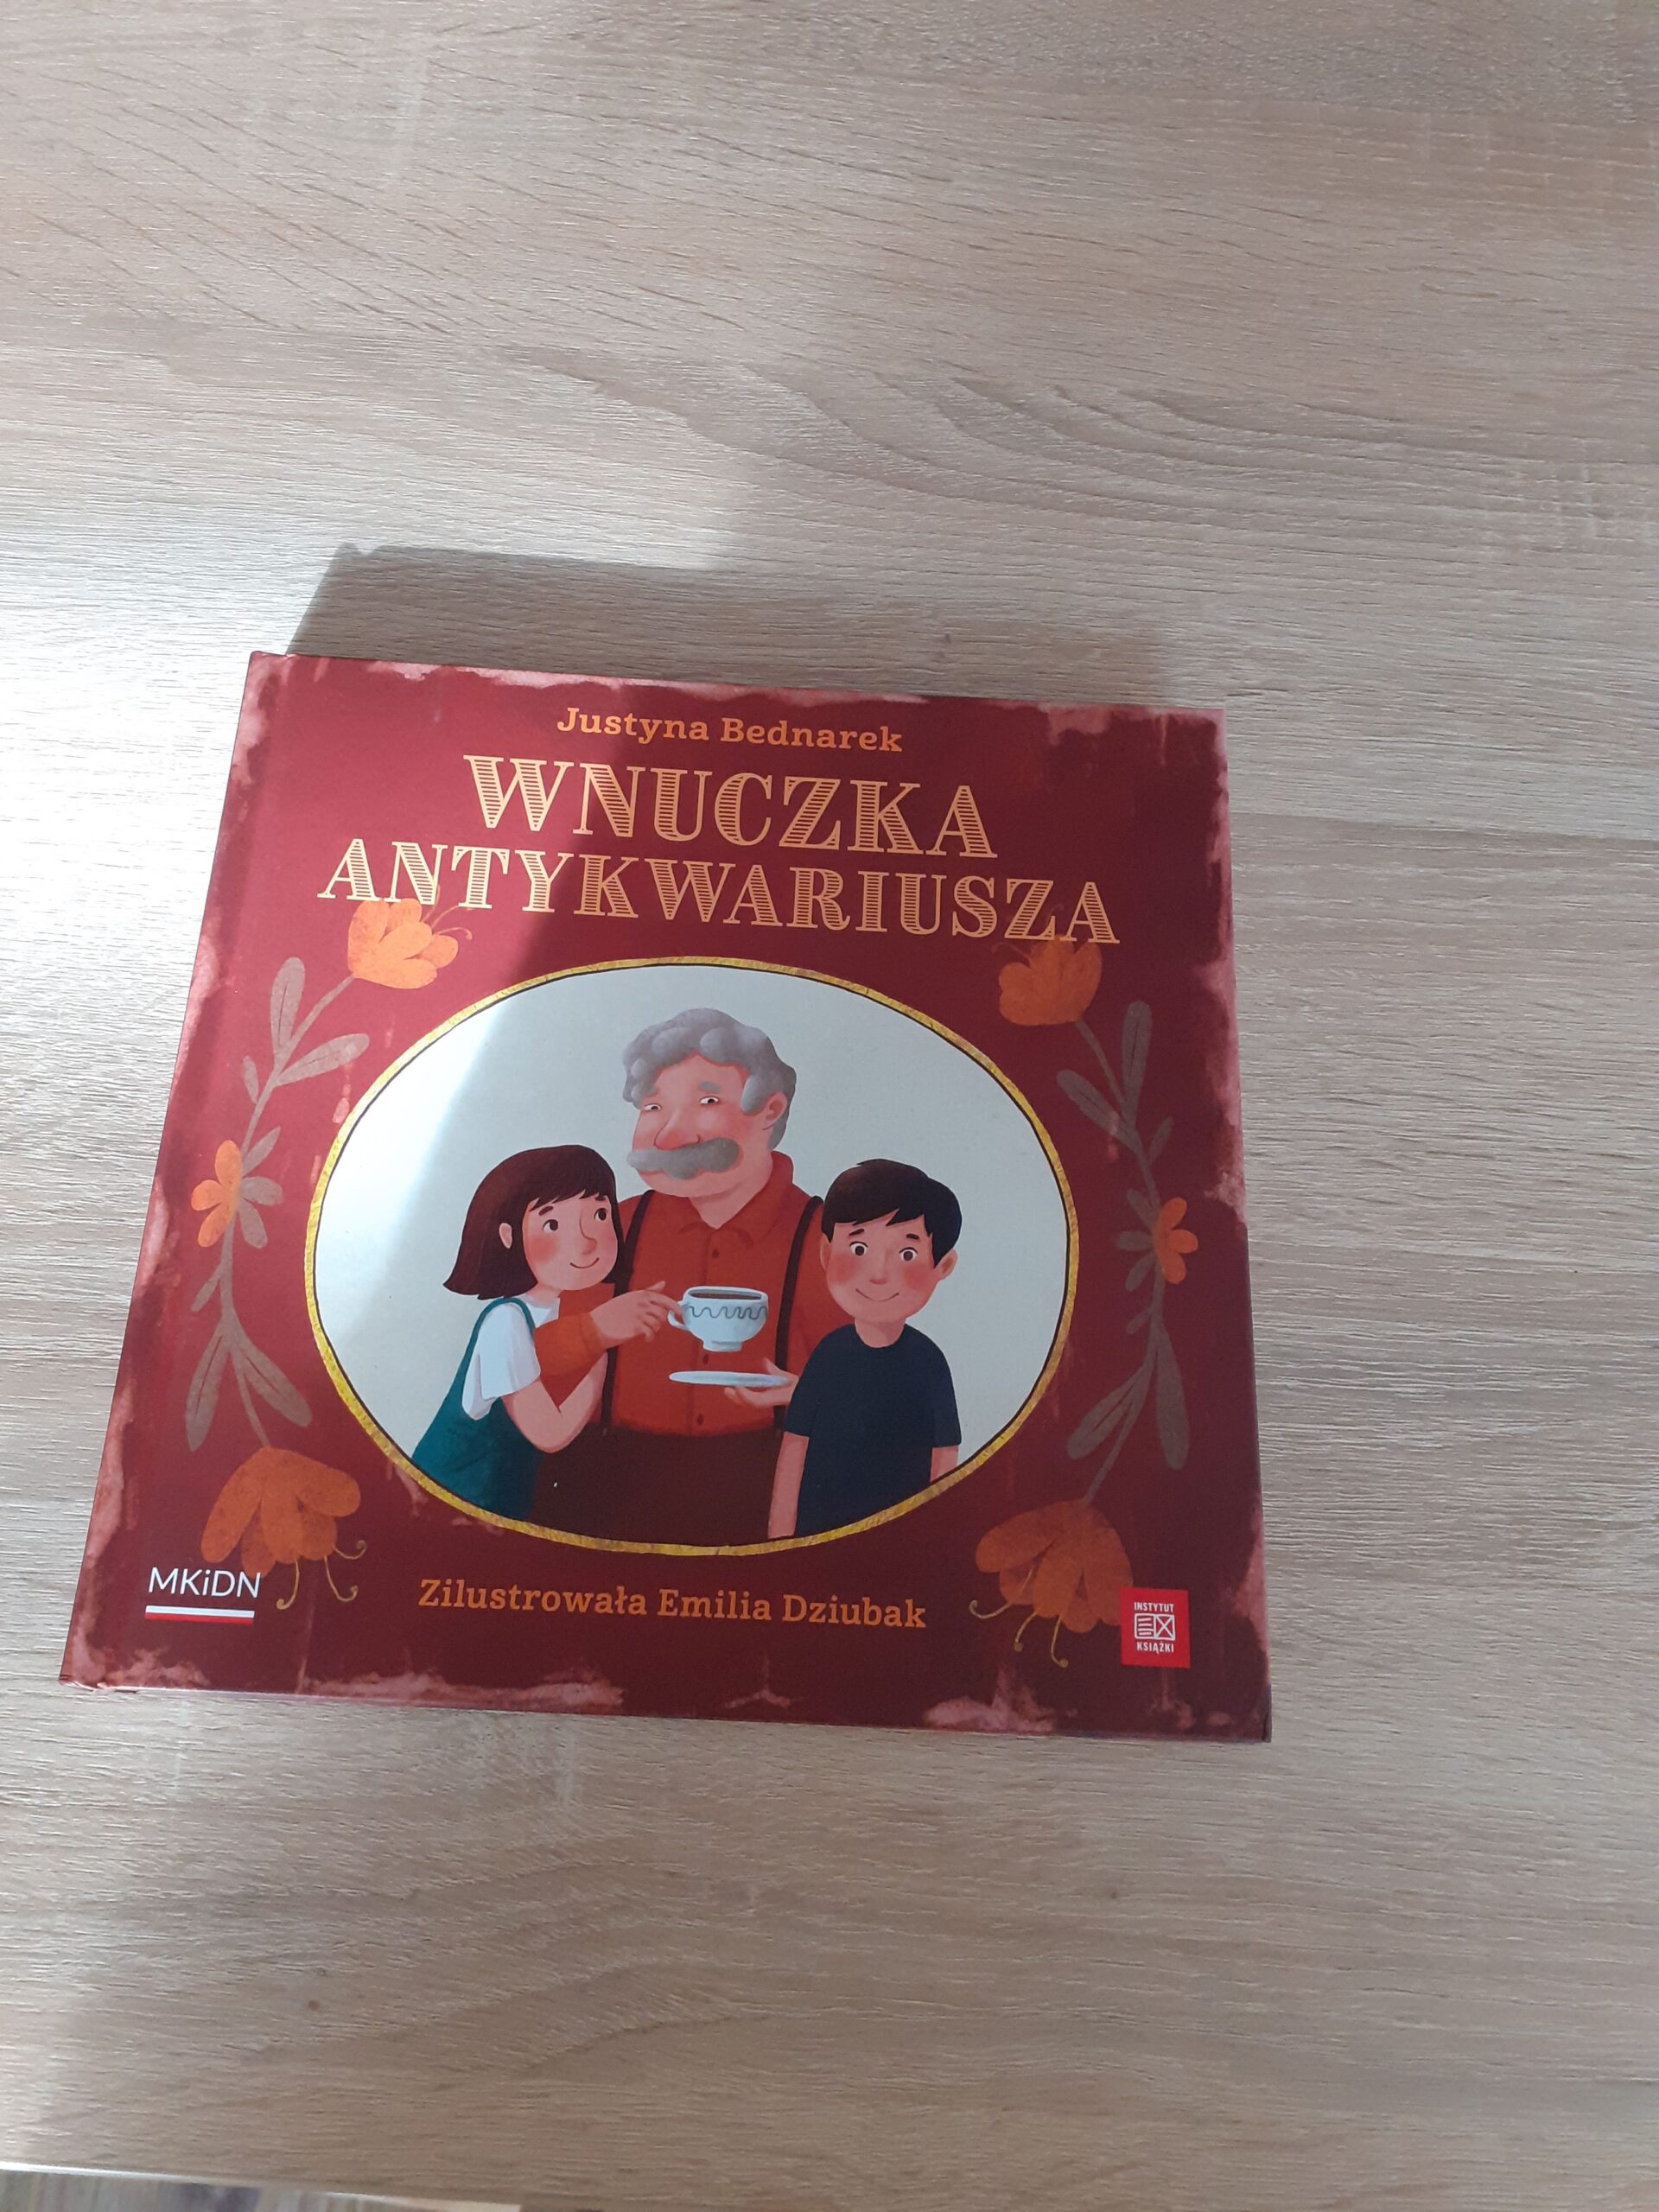 Justyna Bednarek
WNUCZKA
ANTYKWARIUSZA
MKiDN
Zilustrowała Emilia Dziubak
INSTYTUT
KSIĄŻKI